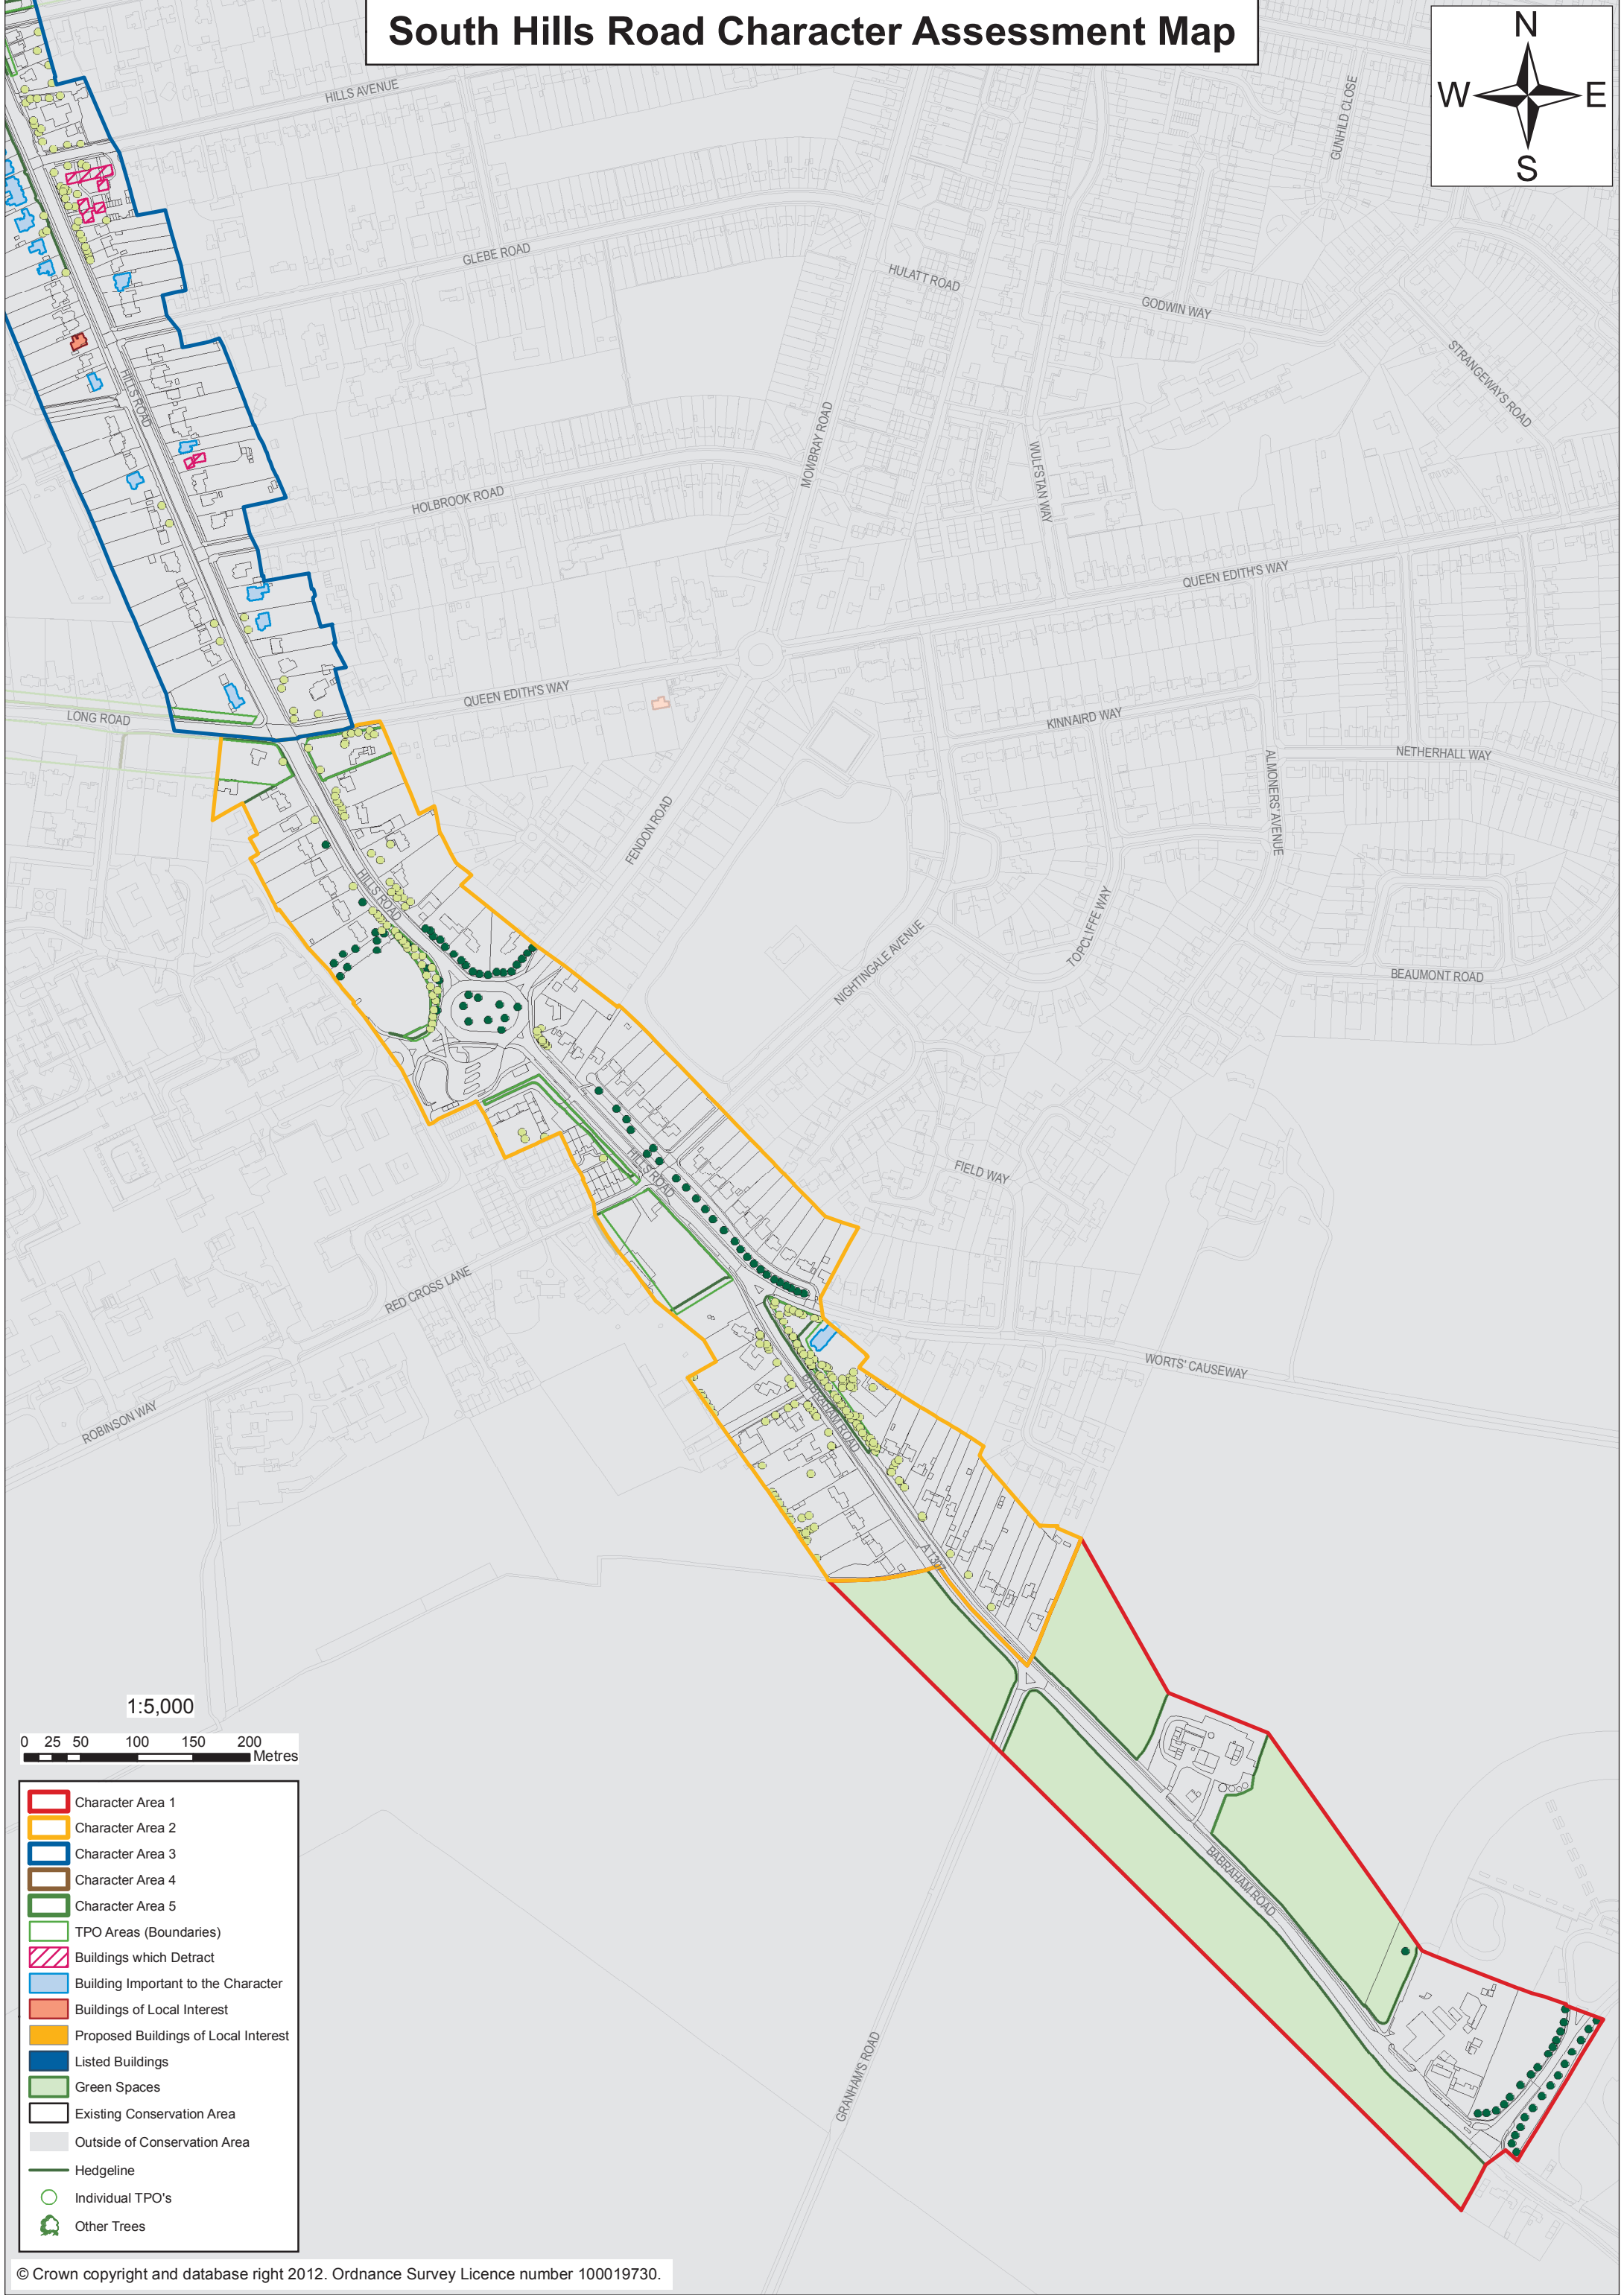 South Hills Road Character Assessment Map
N
W E
S
HILLS AVENUE
GUNHILD CLOSE
GLEBE ROAD
HULATT ROAD
GODWIN WAY
STRANGEWAYS ROAD
HILLS ROAD
MOWBRAY ROAD
WULFSTAN WAY
HOLBROOK ROAD
QUEEN EDITH'S WAY
QUEEN EDITH'S WAY
LONG ROAD
KINNAIRD WAY
NETHERHALL WAY
ALMONERS' AVENUE
FENDON ROAD
HILLS ROAD
TOPCLIFFE WAY
NIGHTINGALE AVENUE
BEAUMONT ROAD
HILLS ROAD
FIELD WAY
RED CROSS LANE
WORTS' CAUSEWAY
ROBINSON WAY
BABRAHAM ROAD
A 1307
BABRAHAM ROAD
GRANHAM'S ROAD
1:5,000
0 25 50 100 150 200
Metres
Character Area 1
Character Area 2
Character Area 3
Character Area 4
Character Area 5
TPO Areas (Boundaries)
Buildings which Detract
Building Important to the Character
Buildings of Local Interest
Proposed Buildings of Local Interest
Listed Buildings
Green Spaces
Existing Conservation Area
Outside of Conservation Area
Hedgeline
Individual TPO's
Other Trees
© Crown copyright and database right 2012. Ordnance Survey Licence number 100019730.